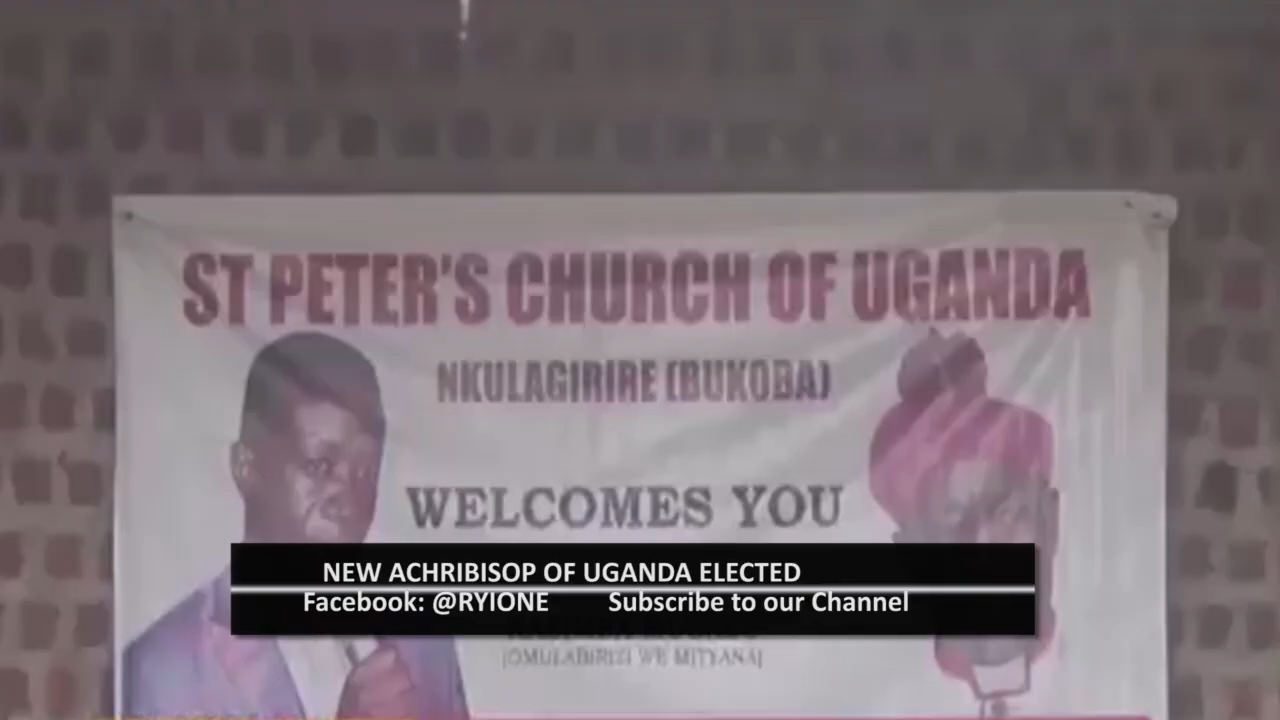 ST PETER'S CHURCH OF UGANDA
NKULAGIRIRE (BUKOBA)
WELCOMES YOU
NEW ACHRIBISOP OF UGANDA ELECTED
Facebook: @RYIONE Subscribe to our Channel
[OMULABIRIZI WE MITYANA]